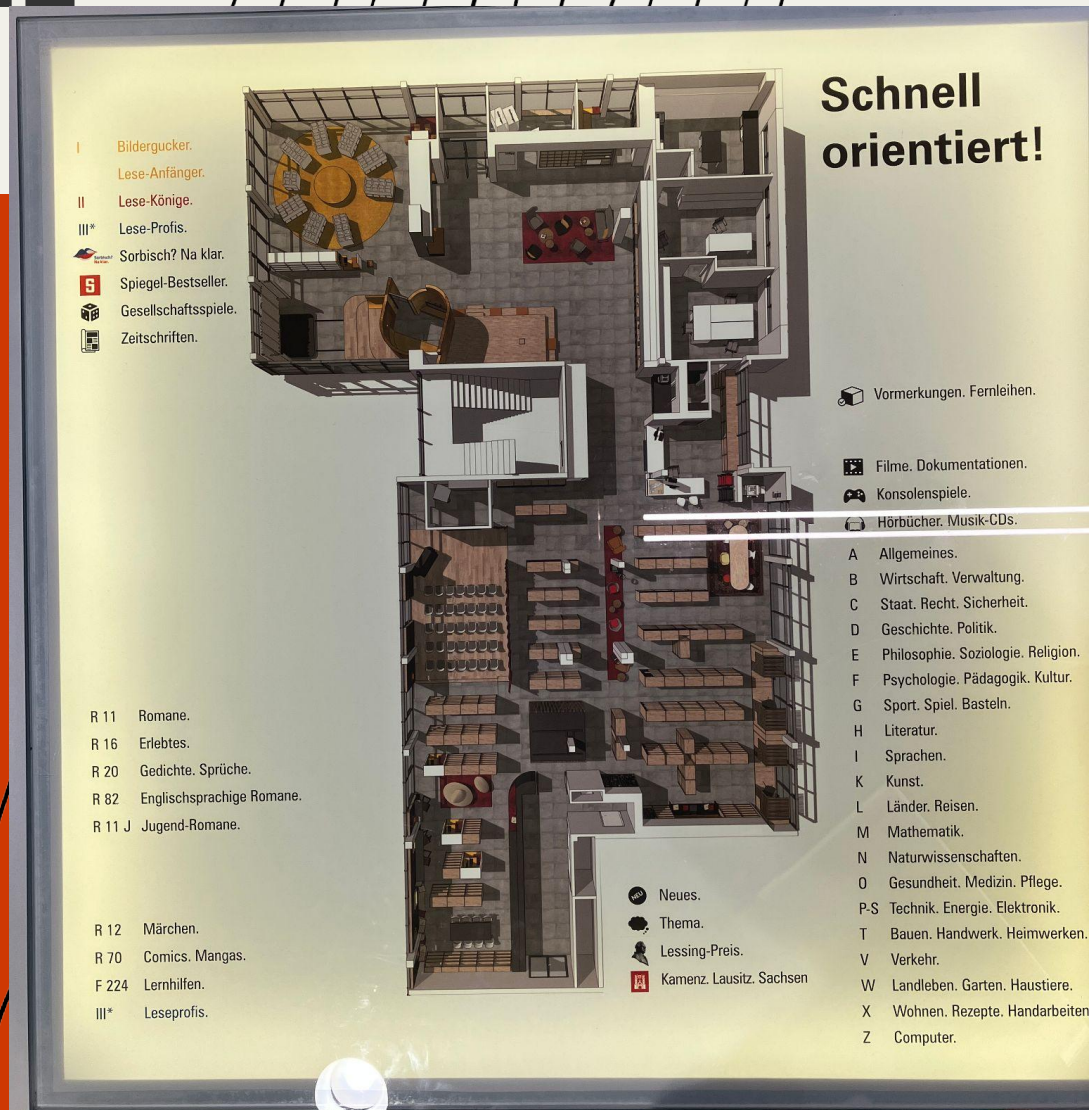 Schnell
orientiert!
I Bildergucker.
Lese-Anfänger.
II Lese-Könige.
III* Lese-Profis.
Sorbisch? Na klar.
S Spiegel-Bestseller.
Gesellschaftsspiele.
Zeitschriften.
Vormerkungen. Fernleihen.
Filme. Dokumentationen.
Konsolenspiele.
Hörbücher. Musik-CDs.
A Allgemeines.
B Wirtschaft. Verwaltung.
C Staat. Recht. Sicherheit.
D Geschichte. Politik.
E Philosophie. Soziologie. Religion.
F Psychologie. Pädagogik. Kultur.
G Sport. Spiel. Basteln.
H Literatur.
I Sprachen.
K Kunst.
L Länder. Reisen.
M Mathematik.
N Naturwissenschaften.
O Gesundheit. Medizin. Pflege.
P-S Technik. Energie. Elektronik.
T Bauen. Handwerk. Heimwerken.
V Verkehr.
W Landleben. Garten. Haustiere.
X Wohnen. Rezepte. Handarbeiten
Z Computer.
R 11 Romane.
R 16 Erlebtes.
R 20 Gedichte. Sprüche.
R 82 Englischsprachige Romane.
R 11 J Jugend-Romane.
R 12 Märchen.
R 70 Comics. Mangas.
F 224 Lernhilfen.
III* Leseprofis.
NEU Neues.
Thema.
Lessing-Preis.
Kamenz. Lausitz. Sachsen